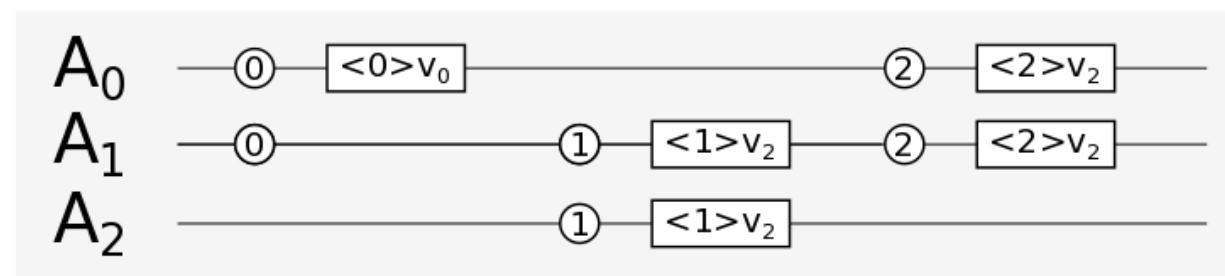 A₀ 0 <0>v₀ 2 <2>v₂
A₁ 0 1 <1>v₂ 2 <2>v₂
A₂ 1 <1>v₂